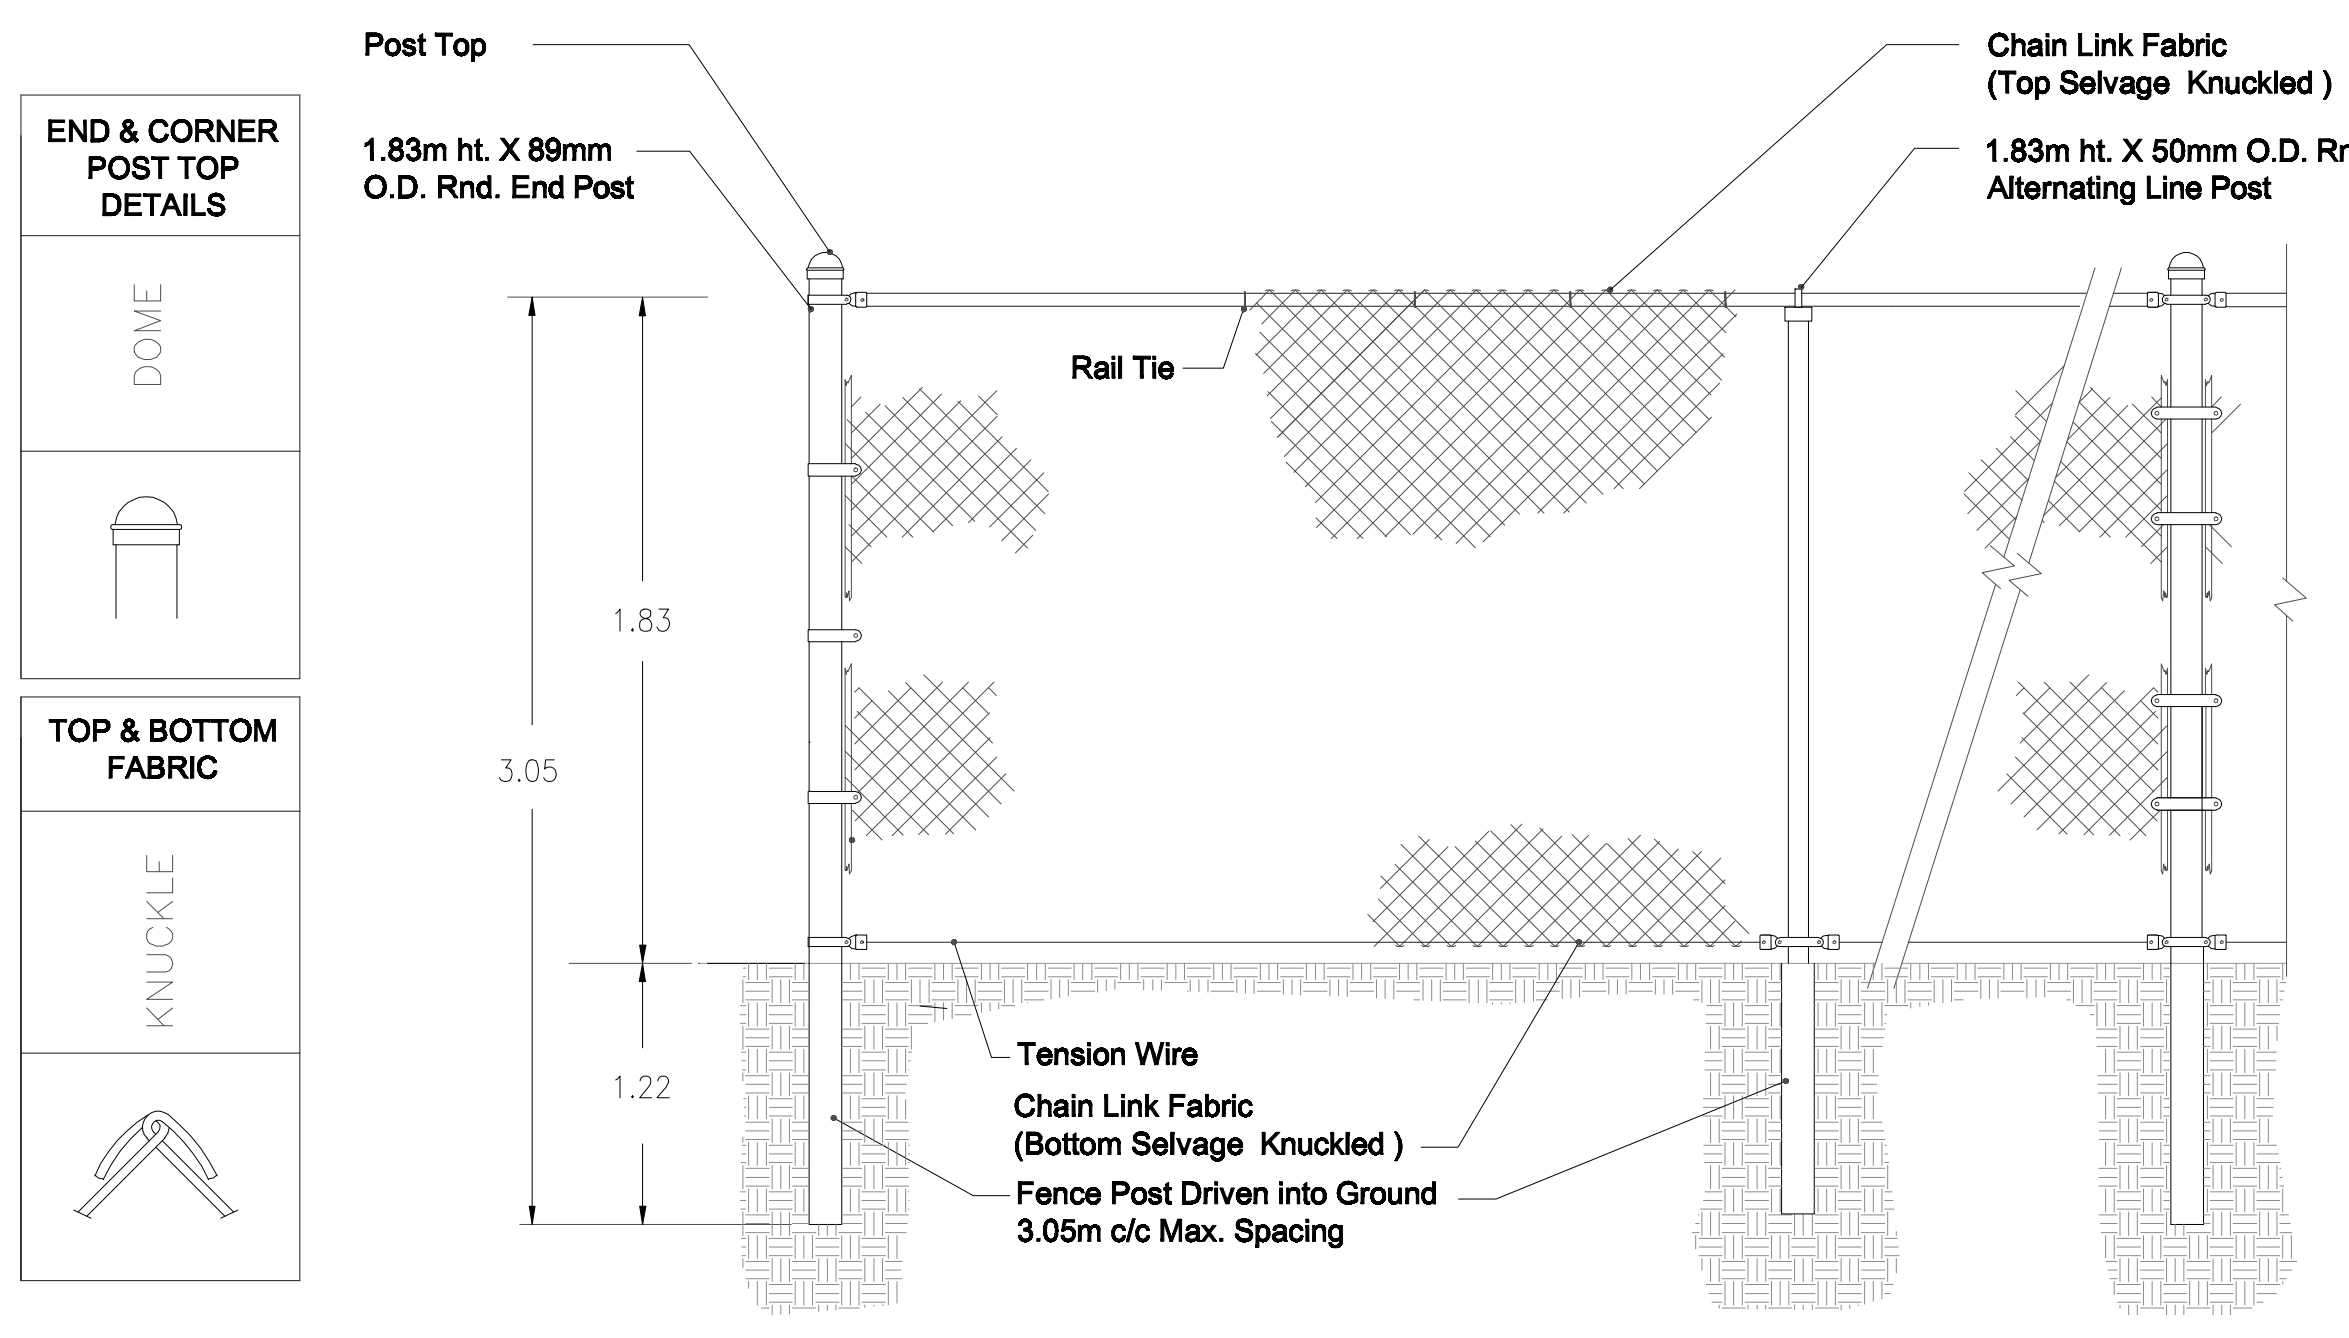 Post Top
Chain Link Fabric
(Top Selvage Knuckled )
END & CORNER
POST TOP
DETAILS
1.83m ht. X 89mm
O.D. Rnd. End Post
1.83m ht. X 50mm O.D. Rr
Alternating Line Post
DOME
Rail Tie
1.83
TOP & BOTTOM
FABRIC
3.05
KNUCKLE
1.22
Tension Wire
Chain Link Fabric
(Bottom Selvage Knuckled )
Fence Post Driven into Ground
3.05m c/c Max. Spacing